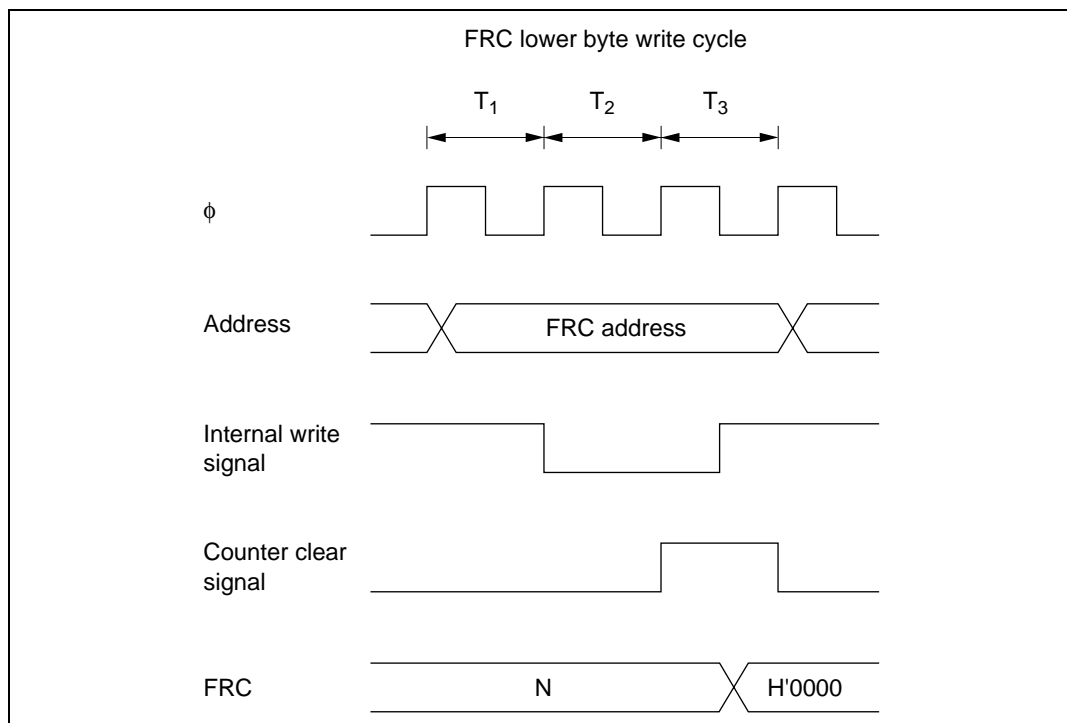 FRC lower byte write cycle
T1 T2 T3
ϕ
Address
FRC address
Internal write
signal
Counter clear
signal
FRC
N
H'0000